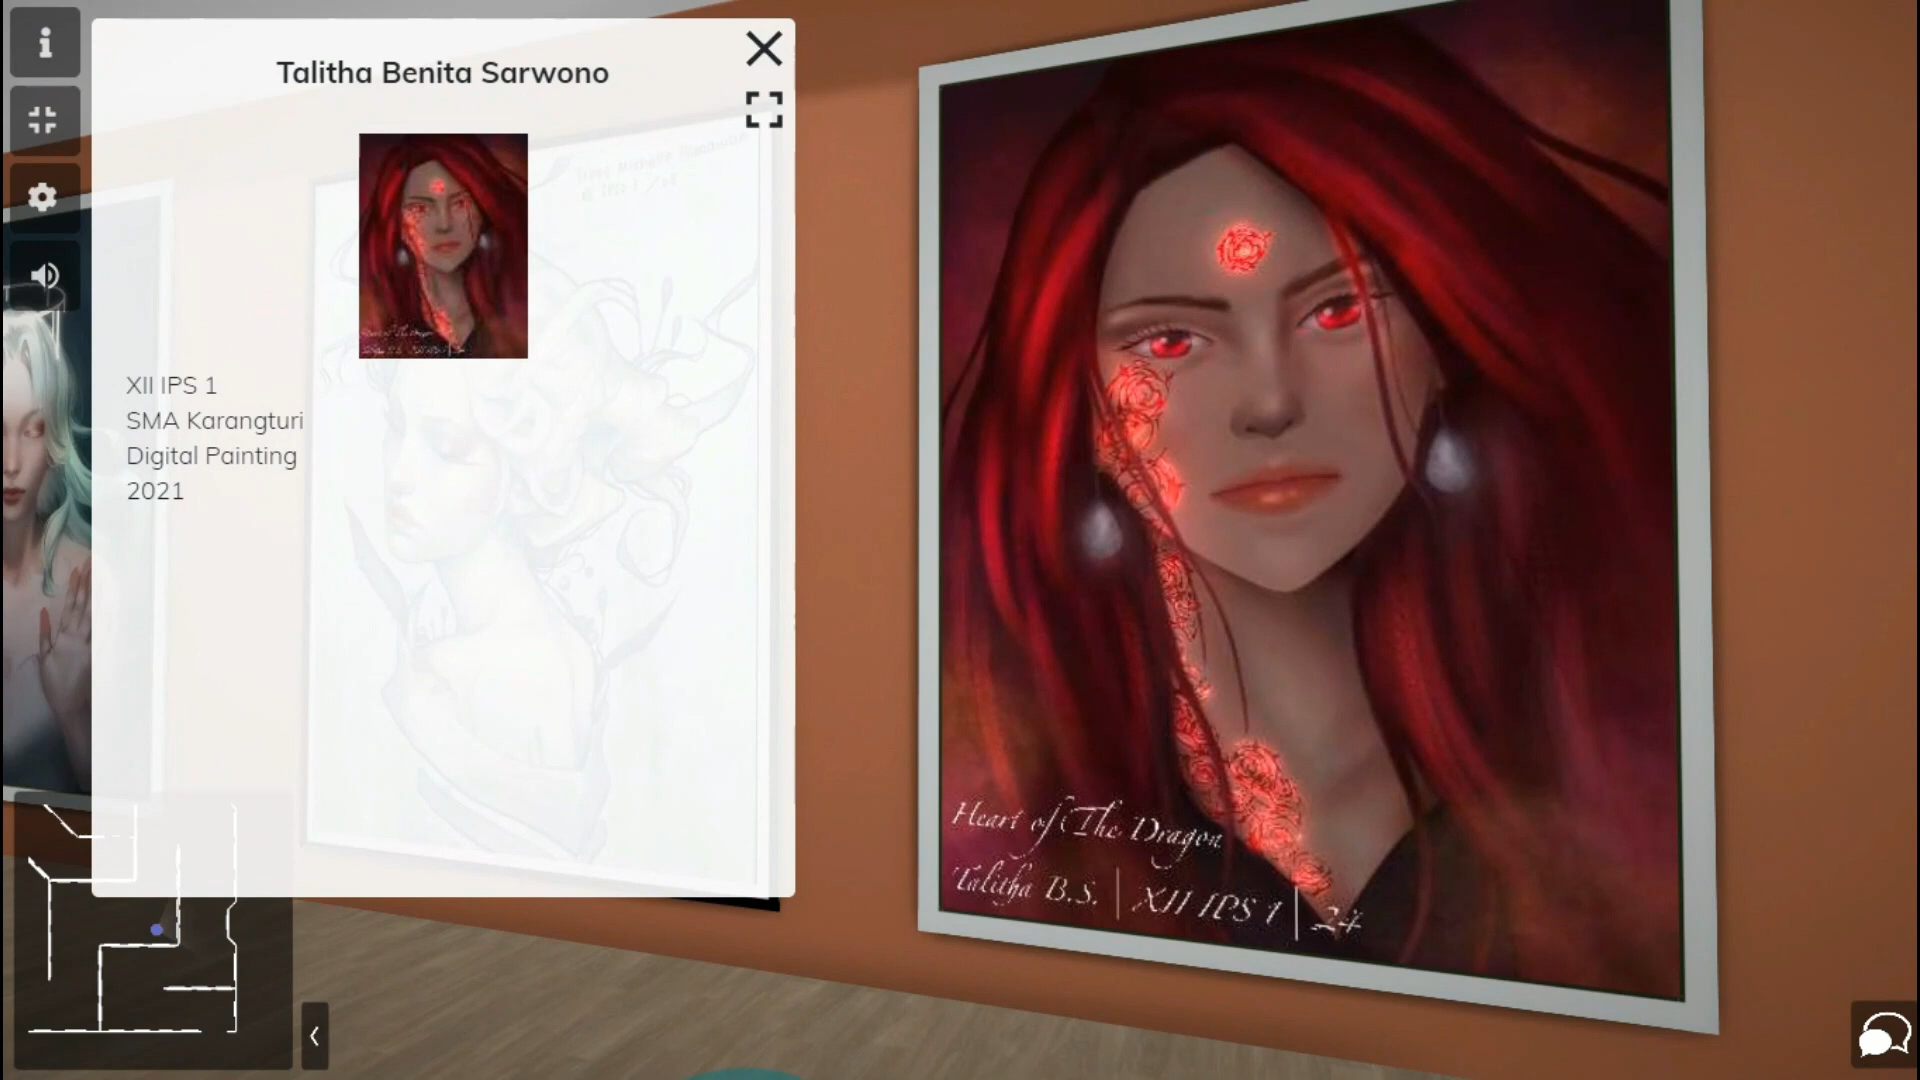 Talitha Benita Sarwono
XII IPS 1
SMA Karangturi
Digital Painting
2021
Heart of The Dragon
Talitha B.S. | XII IPS 1 | 24